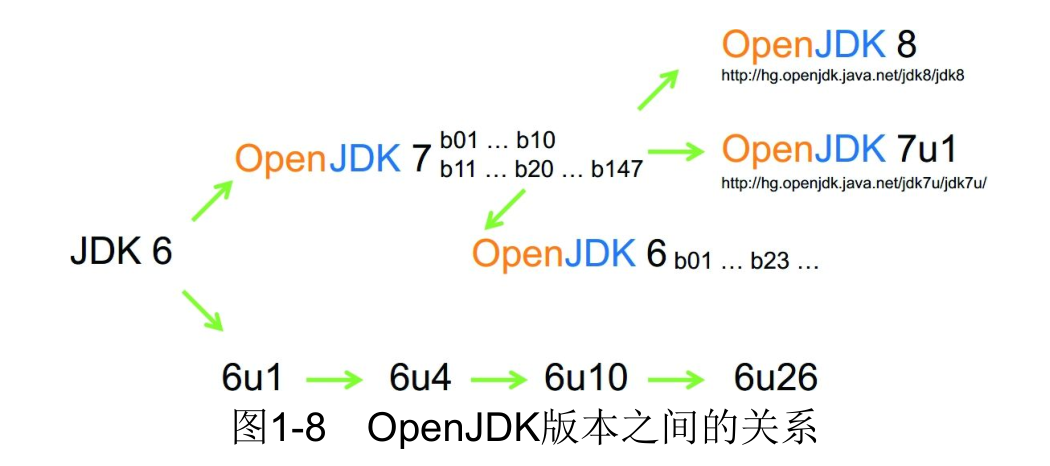 OpenJDK 8
http://hg.openjdk.java.net/jdk8/jdk8
OpenJDK 7 b01 … b10
b11 … b20 … b147
OpenJDK 7u1
http://hg.openjdk.java.net/jdk7u/jdk7u/
JDK 6
OpenJDK 6 b01 … b23 …
6u1 6u4 6u10 6u26
图1-8 OpenJDK版本之间的关系